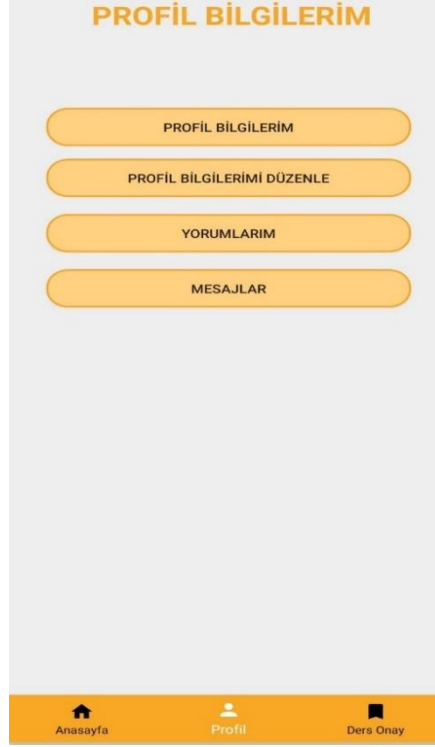 PROFİL BİLGİLERİM
PROFİL BİLGİLERİM
PROFİL BİLGİLERİMİ DÜZENLE
YORUMLARIM
MESAJLAR
Anasayfa
Profil
Ders Onay